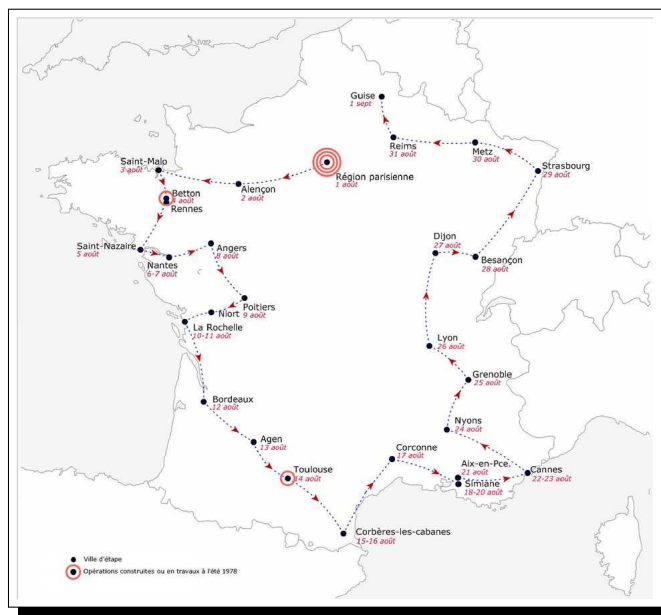 Guise
1 sept
Reims
31 août
Metz
30 août
Strasbourg
29 août
Saint-Malo
3 août
Région parisienne
1 août
Alençon
2 août
Betton
4 août
Rennes
Saint-Nazaire
5 août
Nantes
6-7 août
Angers
8 août
Dijon
27 août
Besançon
28 août
Poitiers
9 août
Niort
La Rochelle
10-11 août
Lyon
26 août
Grenoble
25 août
Bordeaux
12 août
Nyons
24 août
Agen
13 août
Corconne
17 août
Toulouse
14 août
Aix-en-Pce.
21 août
Simiane
18-20 août
Cannes
22-23 août
Corbères-les-cabanes
15-16 août
Ville d'étape
Opérations construites ou en travaux à l'été 1978